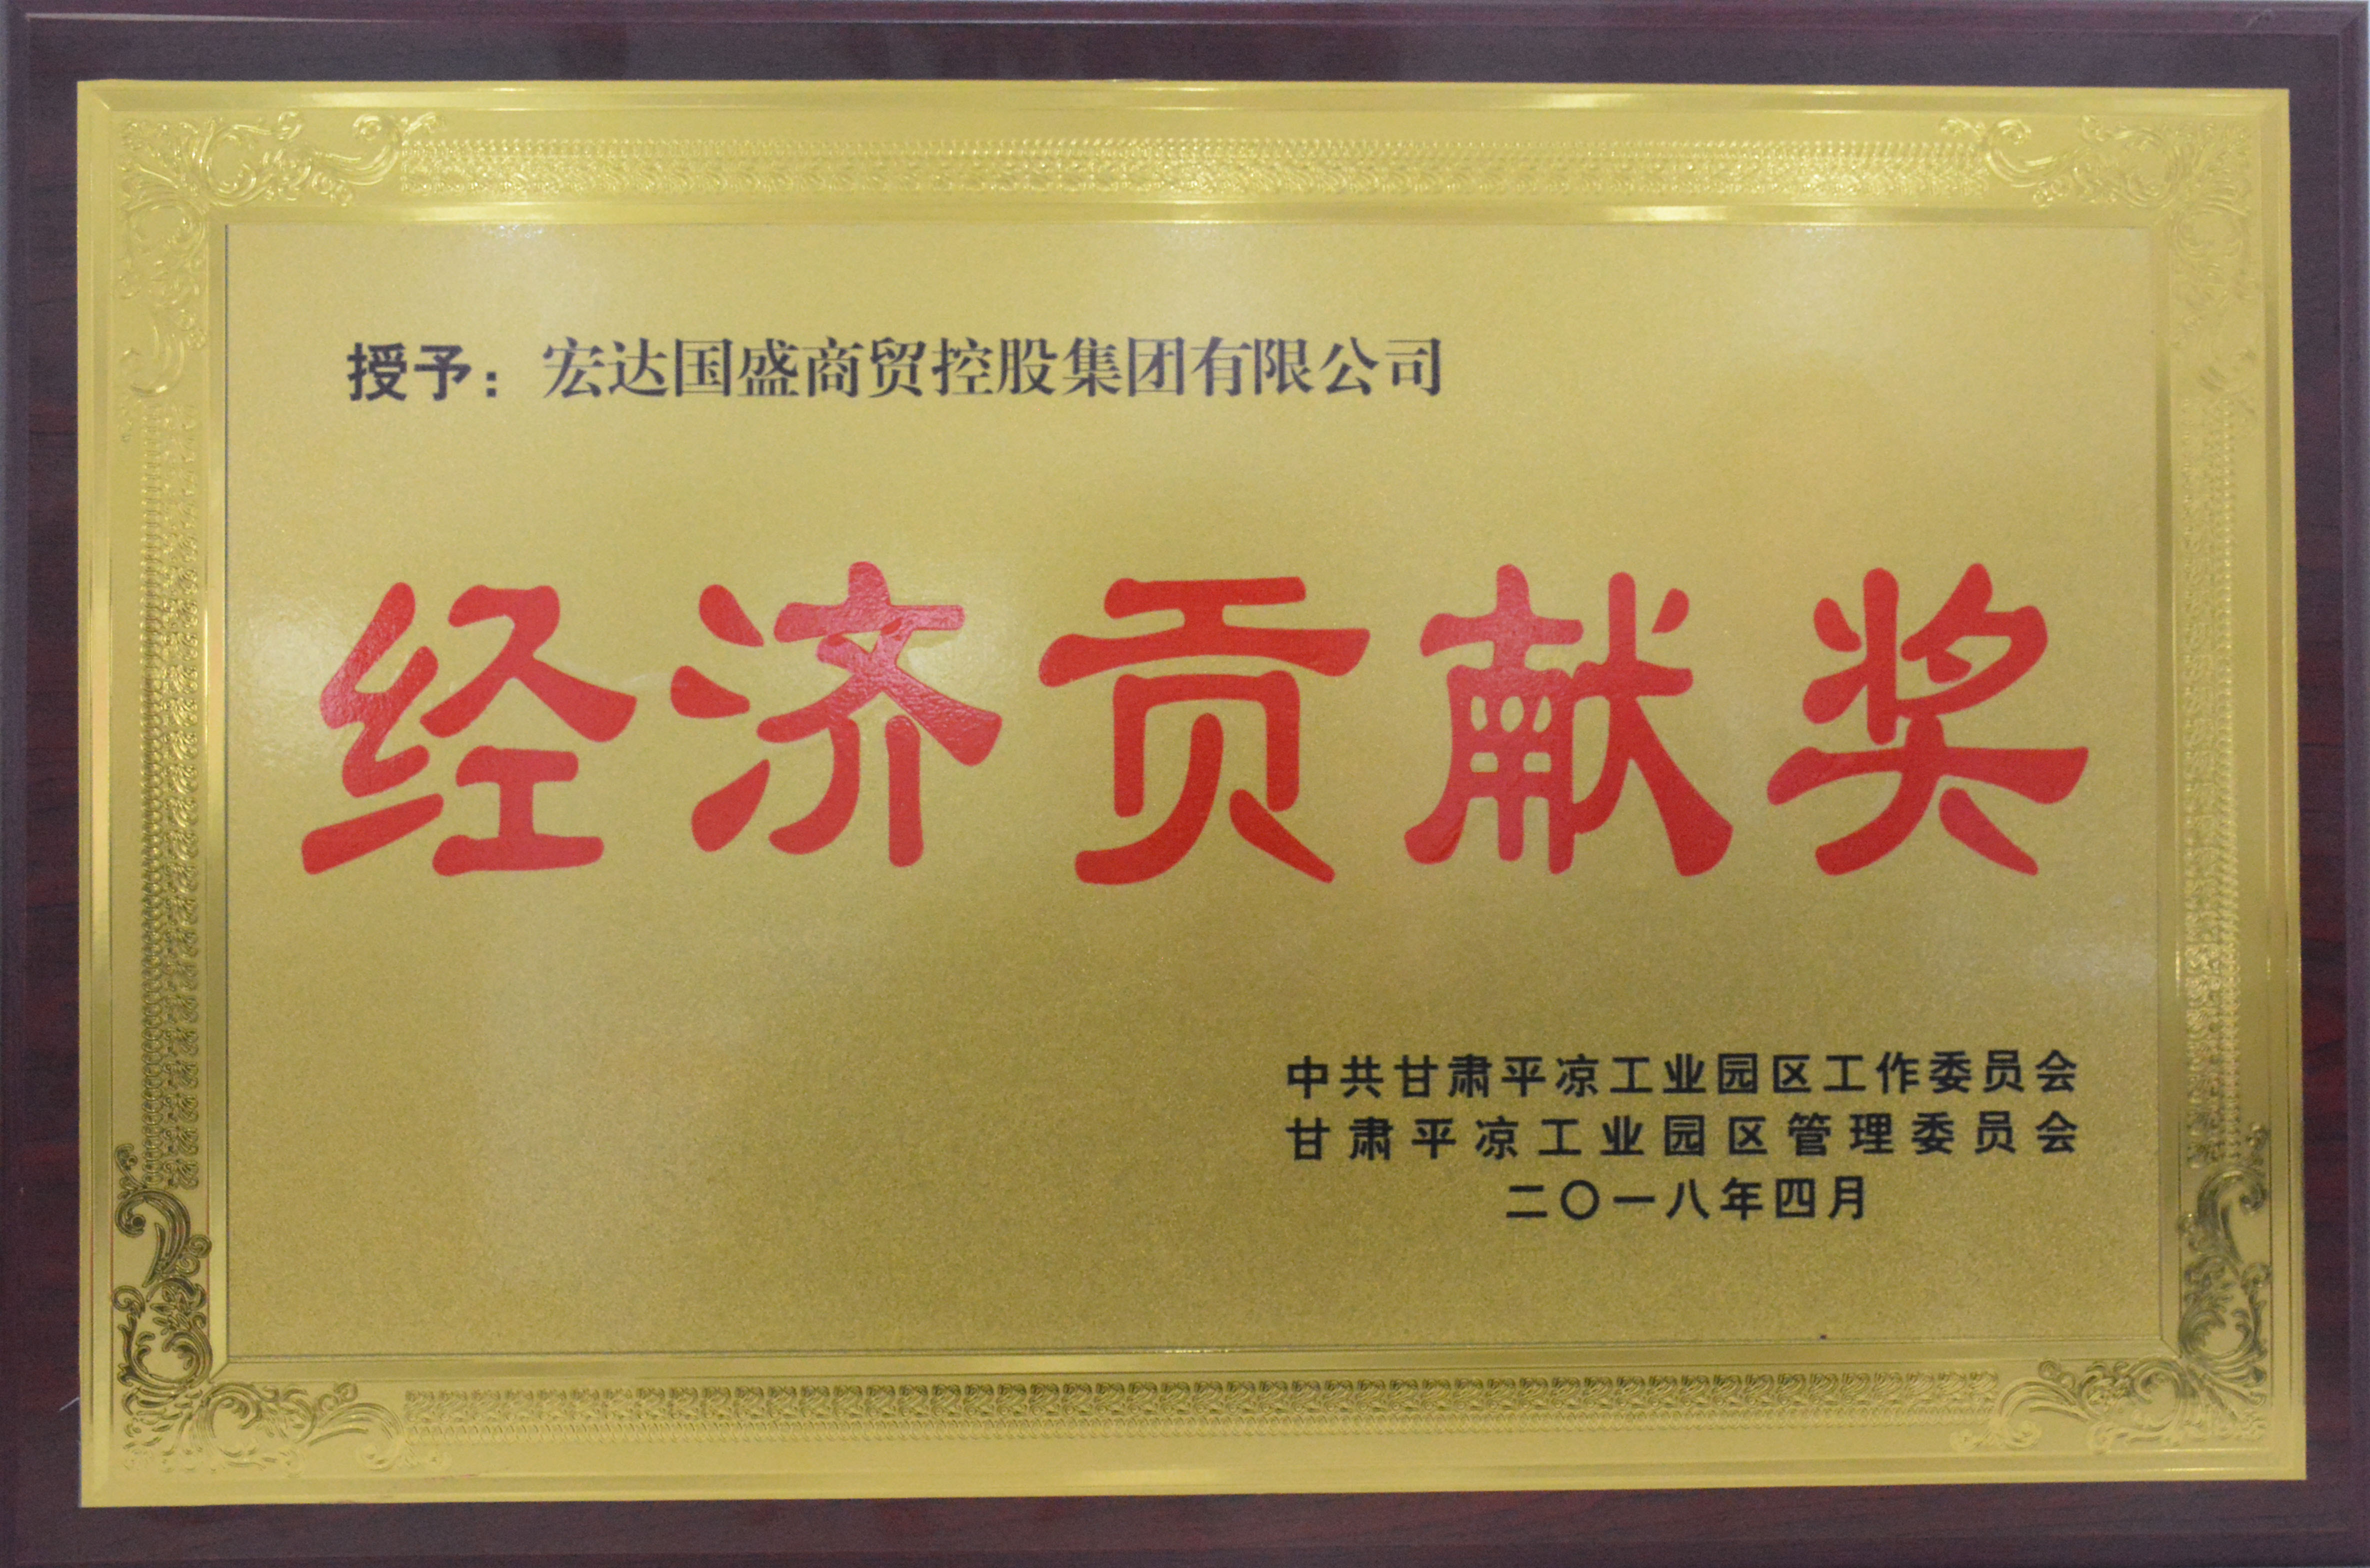 授予：宏达国盛商贸控股集团有限公司
经济贡献奖
中共甘肃平凉工业园区工作委员会
甘肃平凉工业园区管理委员会
二〇一八年四月